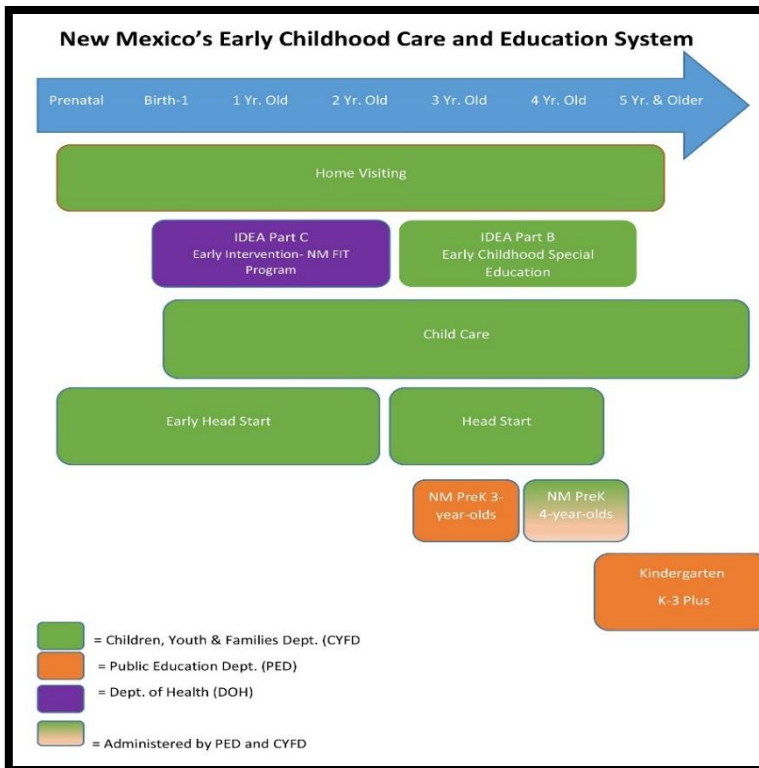 New Mexico's Early Childhood Care and Education System
Prenatal Birth-1 1 Yr. Old 2 Yr. Old 3 Yr. Old 4 Yr. Old 5 Yr. & Older
Home Visiting
IDEA Part C
Early Intervention- NM FIT
Program
IDEA Part B
Early Childhood Special
Education
Child Care
Early Head Start
Head Start
NM PreK 3-
year-olds
NM PreK
4-year-olds
Kindergarten
K-3 Plus
= Children, Youth & Families Dept. (CYFD
= Public Education Dept. (PED)
= Dept. of Health (DOH)
= Administered by PED and CYFD